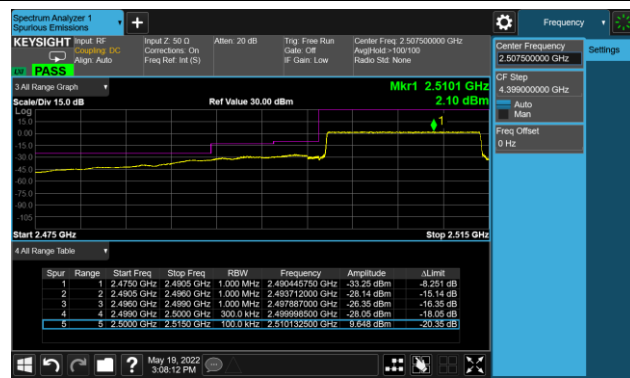 Spectrum Analyzer 1
Spurious Emissions
Frequency
KEYSIGHT Input: RF Input Z: 50 Ω Atten: 20 dB Trig: Free Run Center Freq: 2.507500000 GHz
Coupling: DC Corrections: On Gate: Off Avg|Hold:>100/100
Align: Auto Freq Ref: Int (S) IF Gain: Low Radio Std: None
PASS
Center Frequency
2.507500000 GHz
Settings
CF Step
4.399000000 GHz
Auto
Man
Freq Offset
0 Hz
3 All Range Graph
Mkr1 2.5101 GHz
Scale/Div 15.0 dB Ref Value 30.00 dBm 2.10 dBm
Log
15.0
0.00
-15.0
-30.0
-45.0
-60.0
-75.0
-90.0
-105
1
Start 2.475 GHz Stop 2.515 GHz
4 All Range Table
Spur Range Start Freq Stop Freq RBW Frequency Amplitude ΔLimit
1 1 2.4750 GHz 2.4905 GHz 1.000 MHz 2.490445750 GHz -33.25 dBm -8.251 dB
2 2 2.4905 GHz 2.4960 GHz 1.000 MHz 2.493712000 GHz -28.14 dBm -15.14 dB
3 3 2.4960 GHz 2.4990 GHz 1.000 MHz 2.497887000 GHz -26.35 dBm -16.35 dB
4 4 2.4990 GHz 2.5000 GHz 300.0 kHz 2.499998500 GHz -28.05 dBm -18.05 dB
5 5 2.5000 GHz 2.5150 GHz 100.0 kHz 2.510132500 GHz 9.648 dBm -20.35 dB
May 19, 2022
3:08:12 PM